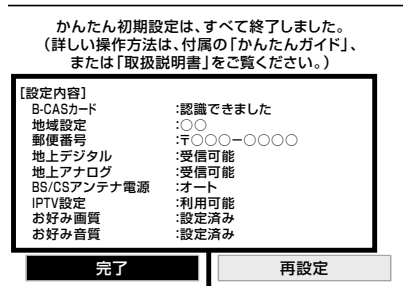 かんたん初期設定は、すべて終了しました。
（詳しい操作方法は、付属の「かんたんガイド」、
または「取扱説明書」をご覧ください。）
［設定内容］
B-CASカード :認識できました
地域設定 :○○
郵便番号 :〒○○○ー○○○○
地上デジタル :受信可能
地上アナログ :受信可能
BS/CSアンテナ電源 :オート
IPTV設定 :利用可能
お好み画質 :設定済み
お好み音質 :設定済み
完了 再設定